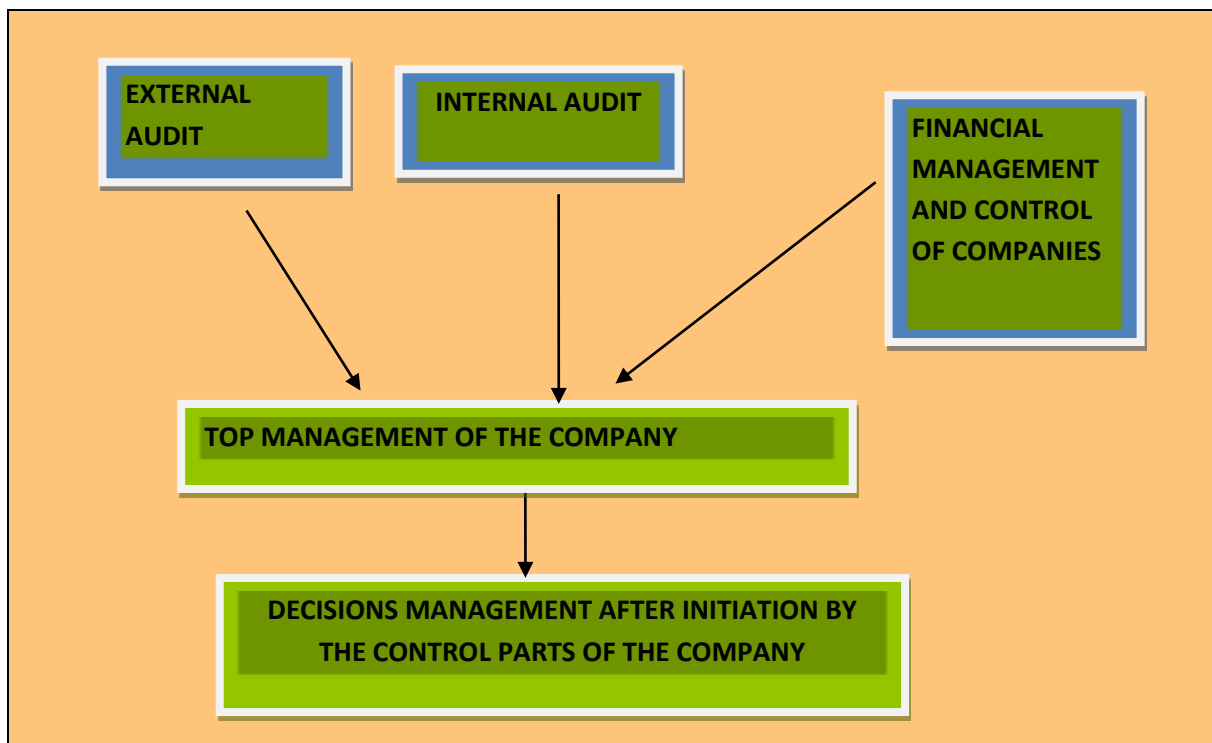 EXTERNAL
AUDIT
INTERNAL AUDIT
FINANCIAL
MANAGEMENT
AND CONTROL
OF COMPANIES
TOP MANAGEMENT OF THE COMPANY
DECISIONS MANAGEMENT AFTER INITIATION BY
THE CONTROL PARTS OF THE COMPANY